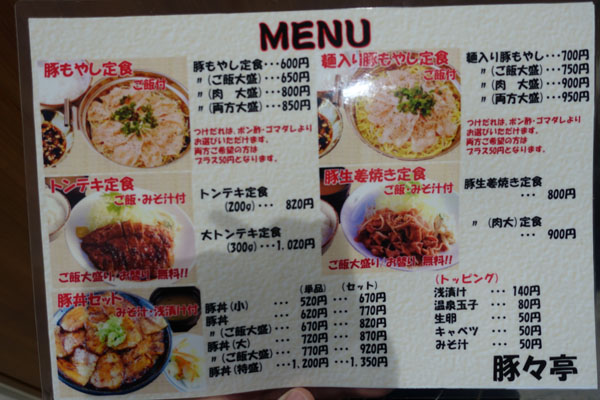 MENU
豚もやし定食
ご飯付
豚もやし定食･･･600円
〃(ご飯大盛)･･･650円
〃(肉 大盛)･･･800円
〃(両方大盛)･･･850円
つけだれは、ポン酢・ゴマダレより
お選びいただけます。
両方ご希望の方は
プラス50円となります。
麺入り豚もやし定食
ご飯付
麺入り豚もやし･･･700円
〃(ご飯大盛)･･･750円
〃(肉 大盛)･･･900円
〃(両方大盛)･･･950円
つけだれは、ポン酢・ゴマダレより
お選びいただけます。
両方ご希望の方は
プラス50円となります。
トンテキ定食
ご飯・みそ汁付
ご飯大盛り、お替り 無料!!
トンテキ定食
(200g)･･･ 820円
大トンテキ定食
(300g)･･･1.020円
豚生姜焼き定食
ご飯・みそ汁付
ご飯大盛り、お替り 無料!!
豚生姜焼き定食
･･･ 800円
〃 (肉大)定食
･･･ 900円
豚丼セット
みそ汁・浅漬け付
(単品) (セット)
豚丼(小) ･･･ 520円 ･･･ 670円
豚丼 ･･･ 620円 ･･･ 770円
〃(ご飯大盛) ･･･ 670円 ･･･ 820円
豚丼(大) ･･･ 720円 ･･･ 870円
〃(ご飯大盛) ･･･ 770円 ･･･ 920円
豚丼(特盛) ･･･1.200円 ･･･1.350円
(トッピング)
浅漬け ･･･ 140円
温泉玉子 ･･･ 80円
生卵 ･･･ 50円
キャベツ ･･･ 50円
みそ汁 ･･･ 50円
豚々亭